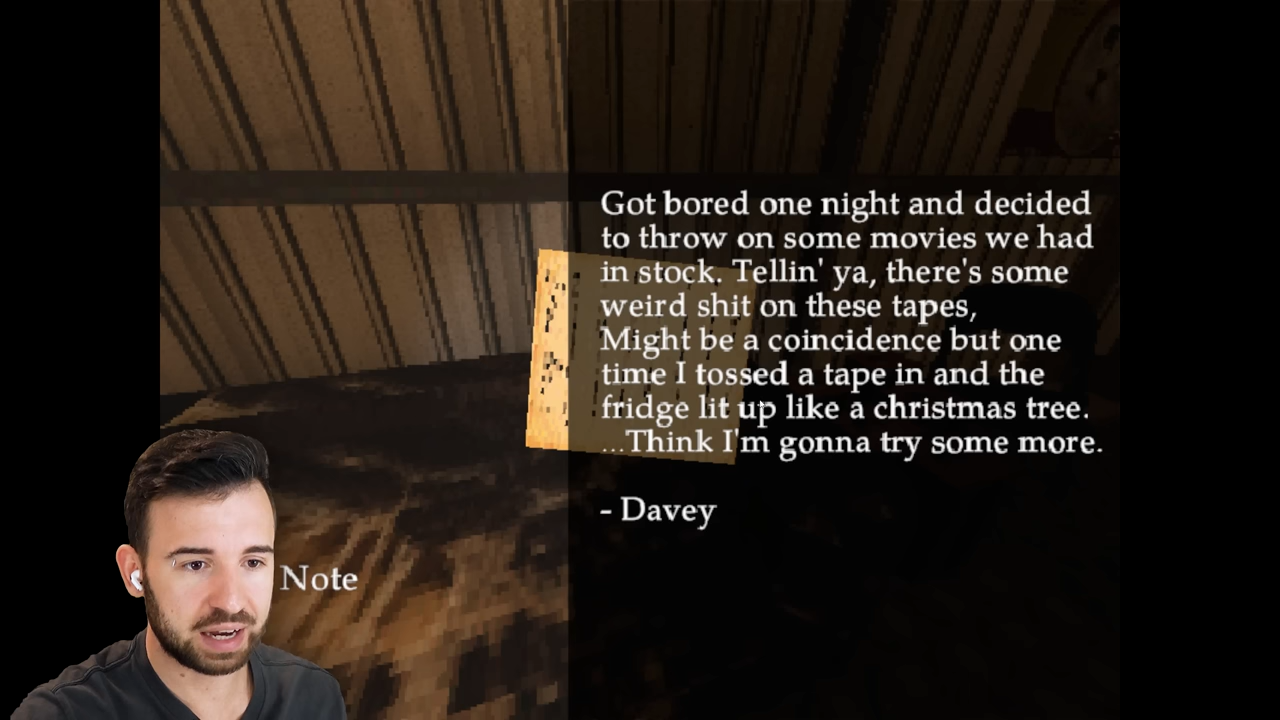 Got bored one night and decided
to throw on some movies we had
in stock. Tellin' ya, there's some
weird shit on these tapes,
Might be a coincidence but one
time I tossed a tape in and the
fridge lit up like a christmas tree.
...Think I'm gonna try some more.
- Davey
Note